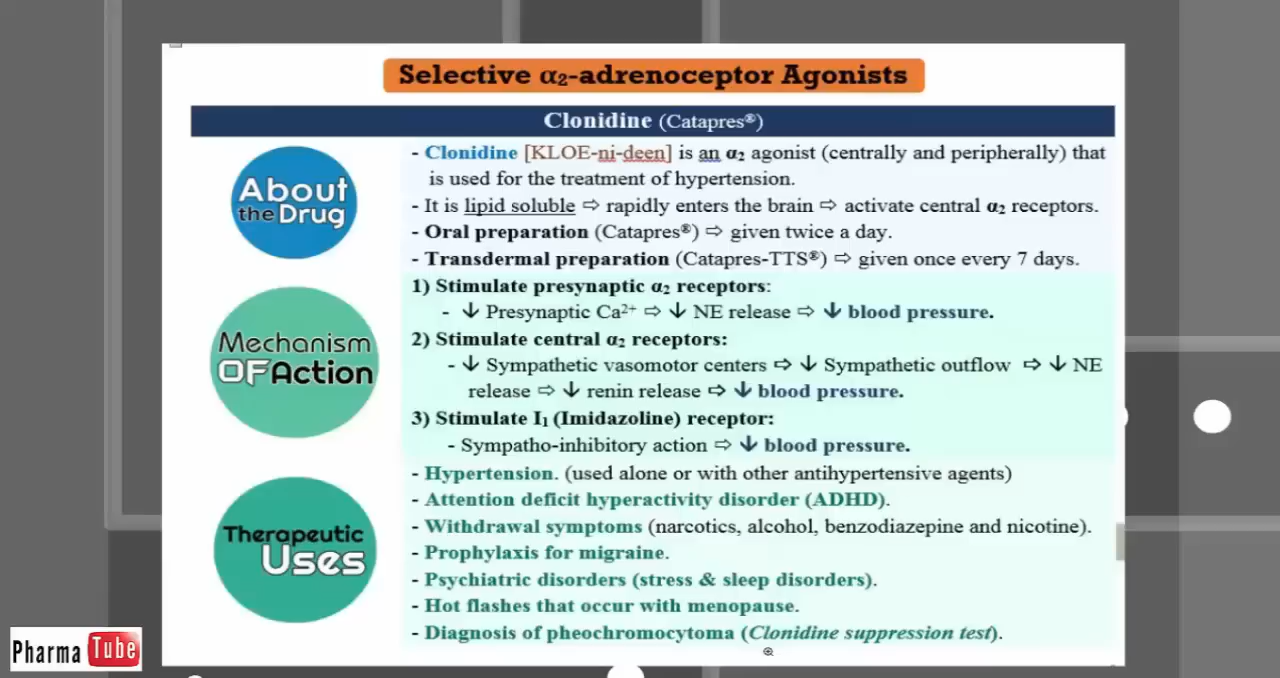 Selective α₂-adrenoceptor Agonists
Clonidine (Catapres®)
About
the Drug
- Clonidine [KLOE-ni-deen] is an α₂ agonist (centrally and peripherally) that
is used for the treatment of hypertension.
- It is lipid soluble ⇨ rapidly enters the brain ⇨ activate central α₂ receptors.
- Oral preparation (Catapres®) ⇨ given twice a day.
- Transdermal preparation (Catapres-TTS®) ⇨ given once every 7 days.
Mechanism
OF Action
1) Stimulate presynaptic α₂ receptors:
- ↓ Presynaptic Ca²⁺ ⇨ ↓ NE release ⇨ ↓ blood pressure.
2) Stimulate central α₂ receptors:
- ↓ Sympathetic vasomotor centers ⇨ ↓ Sympathetic outflow ⇨ ↓ NE
release ⇨ ↓ renin release ⇨ ↓ blood pressure.
3) Stimulate I₁ (Imidazoline) receptor:
- Sympatho-inhibitory action ⇨ ↓ blood pressure.
Therapeutic
Uses
- Hypertension. (used alone or with other antihypertensive agents)
- Attention deficit hyperactivity disorder (ADHD).
- Withdrawal symptoms (narcotics, alcohol, benzodiazepine and nicotine).
- Prophylaxis for migraine.
- Psychiatric disorders (stress & sleep disorders).
- Hot flashes that occur with menopause.
- Diagnosis of pheochromocytoma (Clonidine suppression test).
Pharma Tube